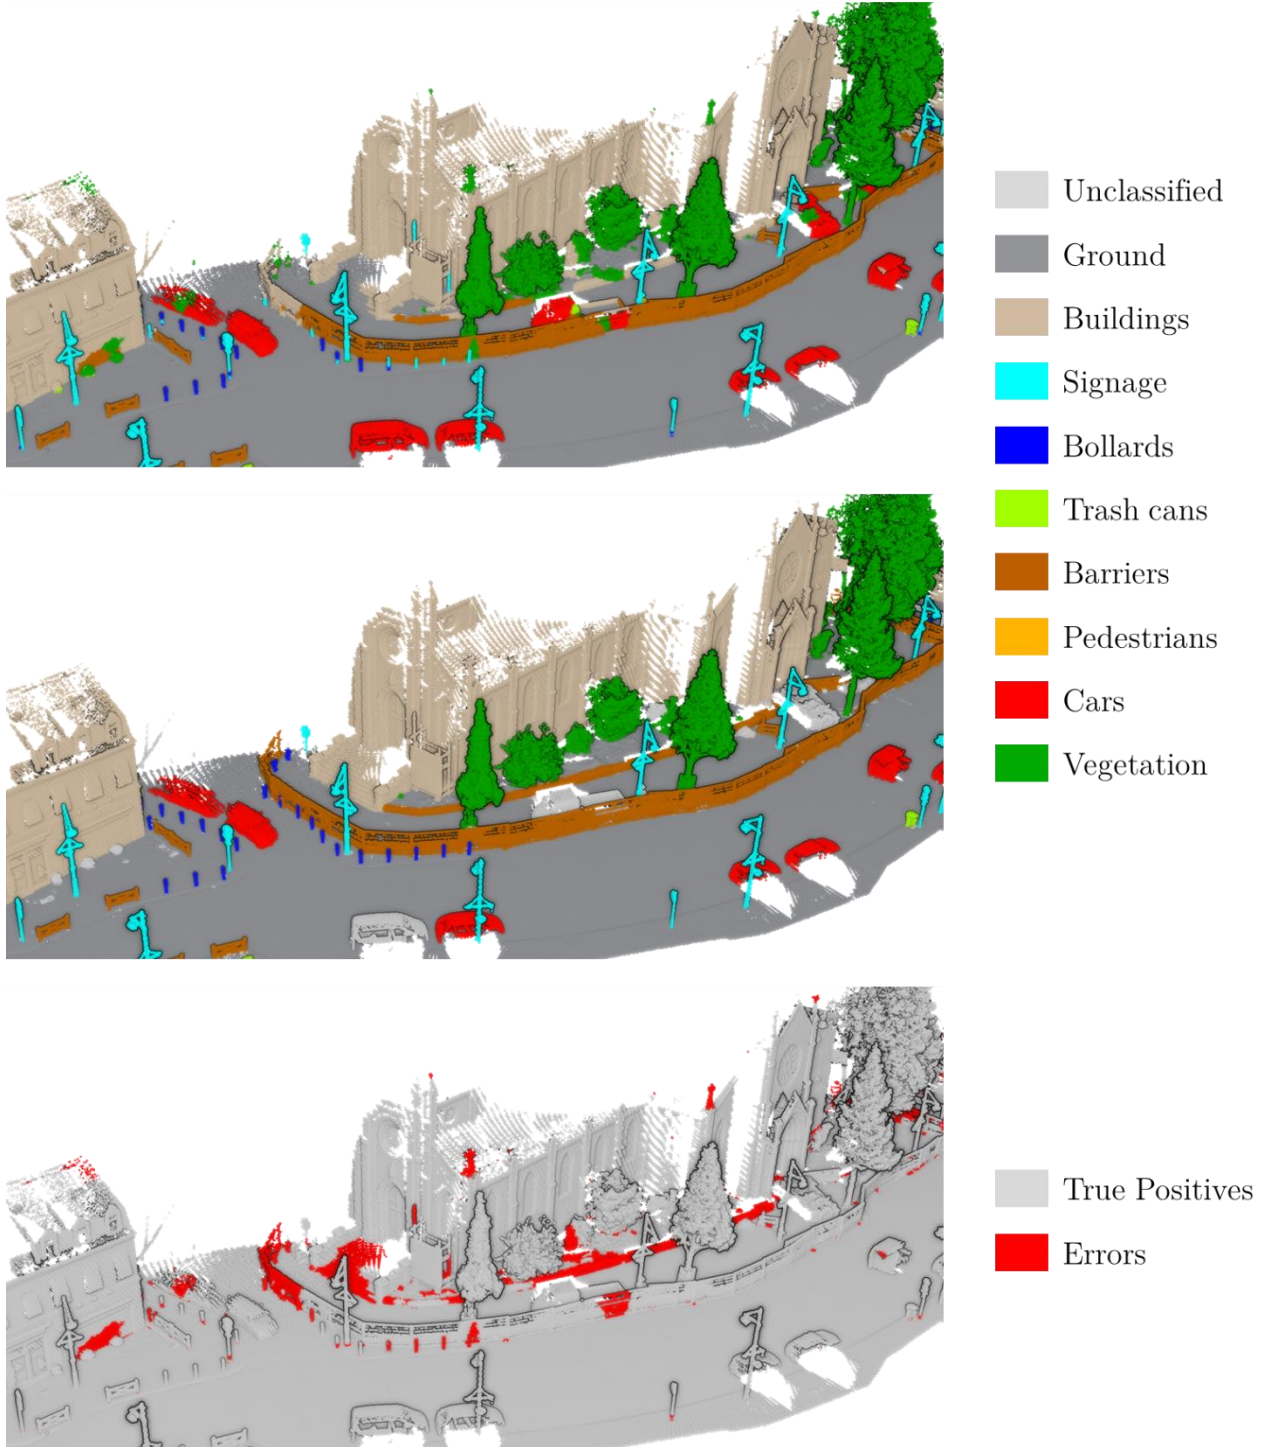 Unclassified
Ground
Buildings
Signage
Bollards
Trash cans
Barriers
Pedestrians
Cars
Vegetation
True Positives
Errors